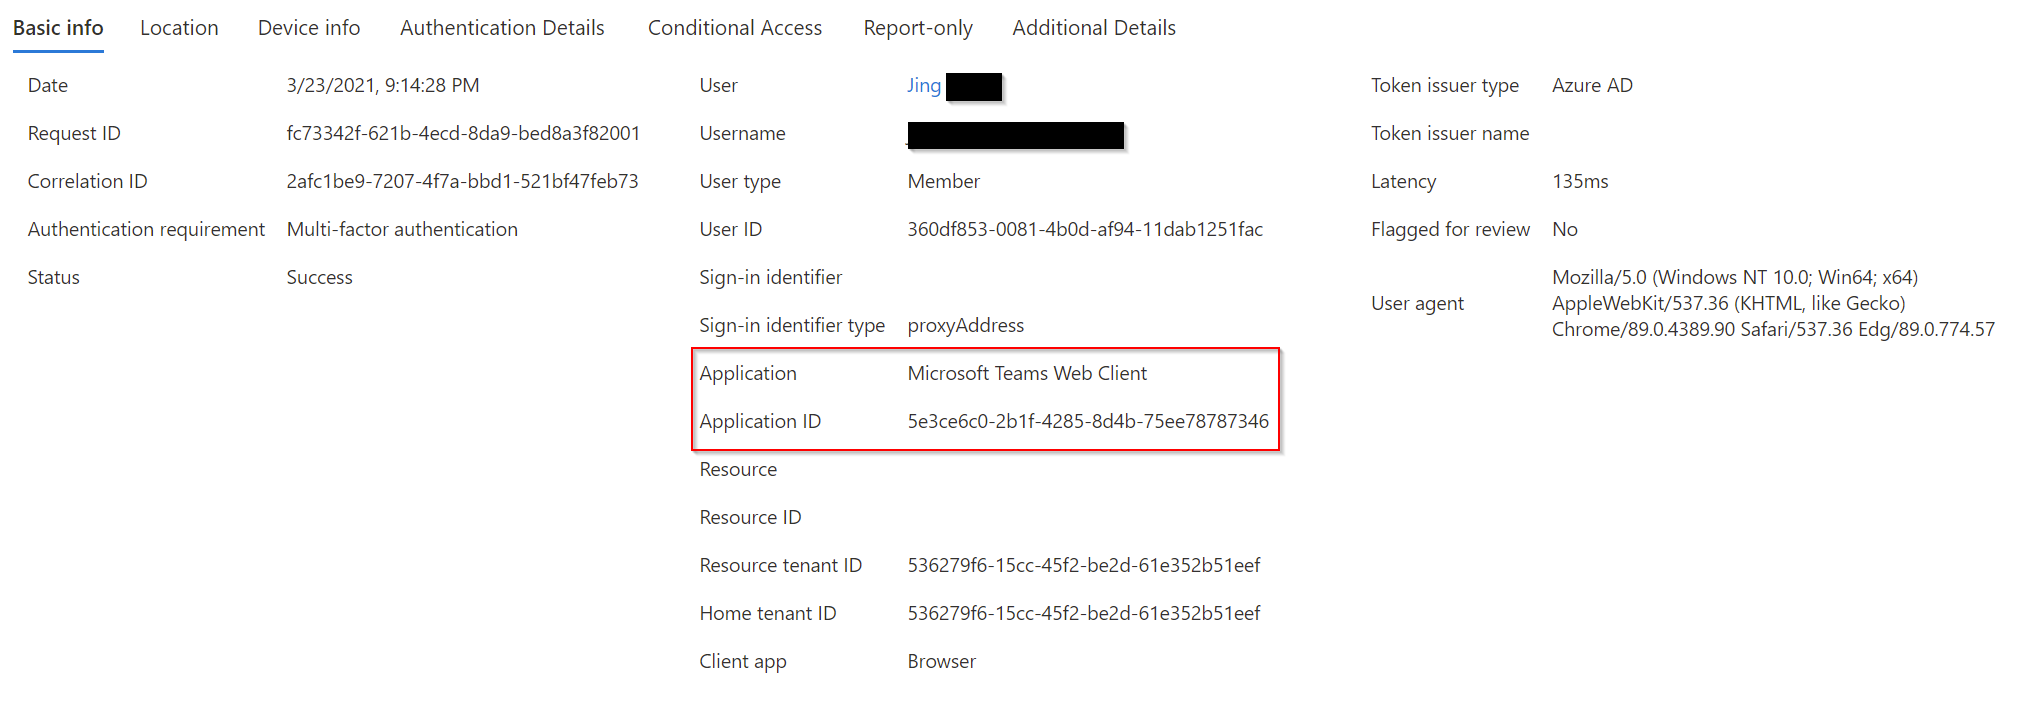 Basic info Location Device info Authentication Details Conditional Access Report-only Additional Details
Date 3/23/2021, 9:14:28 PM
Request ID fc73342f-621b-4ecd-8da9-bed8a3f82001
Correlation ID 2afc1be9-7207-4f7a-bbd1-521bf47feb73
Authentication requirement Multi-factor authentication
Status Success
User Jing
Username
User type Member
User ID 360df853-0081-4b0d-af94-11dab1251fac
Sign-in identifier
Sign-in identifier type proxyAddress
Application Microsoft Teams Web Client
Application ID 5e3ce6c0-2b1f-4285-8d4b-75ee78787346
Resource
Resource ID
Resource tenant ID 536279f6-15cc-45f2-be2d-61e352b51eef
Home tenant ID 536279f6-15cc-45f2-be2d-61e352b51eef
Client app Browser
Token issuer type Azure AD
Token issuer name
Latency 135ms
Flagged for review No
User agent Mozilla/5.0 (Windows NT 10.0; Win64; x64)
AppleWebKit/537.36 (KHTML, like Gecko)
Chrome/89.0.4389.90 Safari/537.36 Edg/89.0.774.57